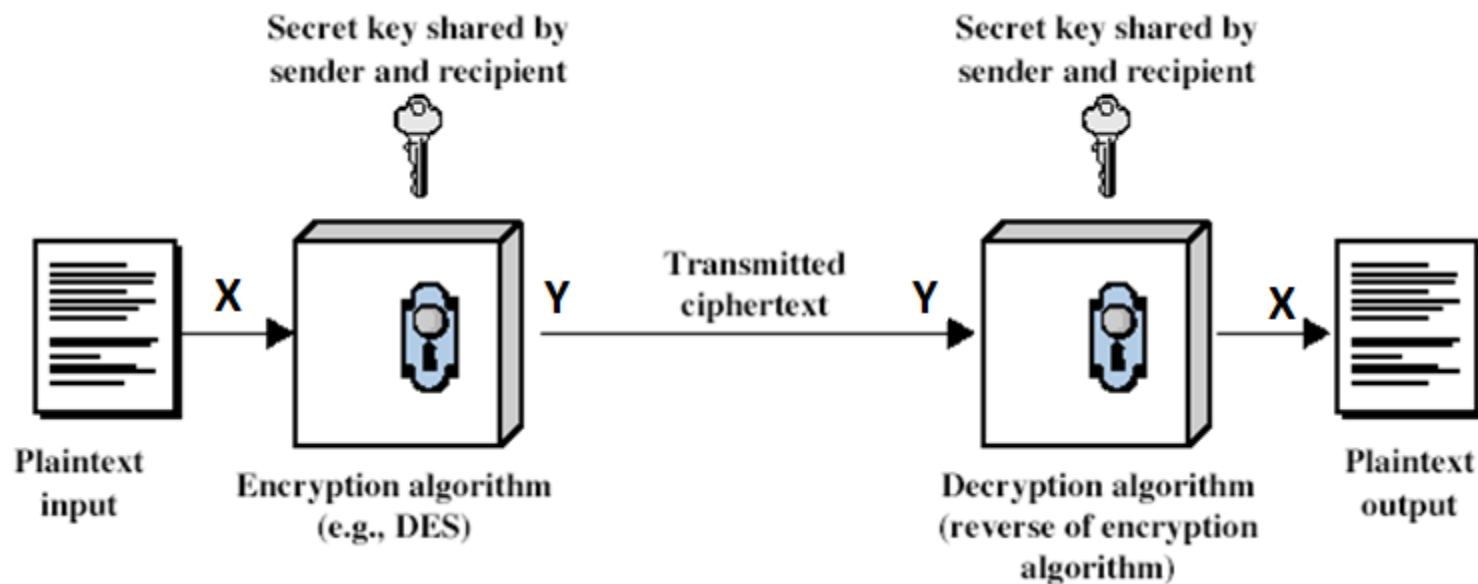 Secret key shared by
sender and recipient
Secret key shared by
sender and recipient
X
Y
Transmitted
ciphertext
Y
X
Plaintext
input
Encryption algorithm
(e.g., DES)
Decryption algorithm
(reverse of encryption
algorithm)
Plaintext
output